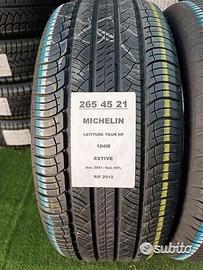 265 45 21
MICHELIN
LATITUDE TOUR HP
104W
ESTIVE
RIF 2012
subito